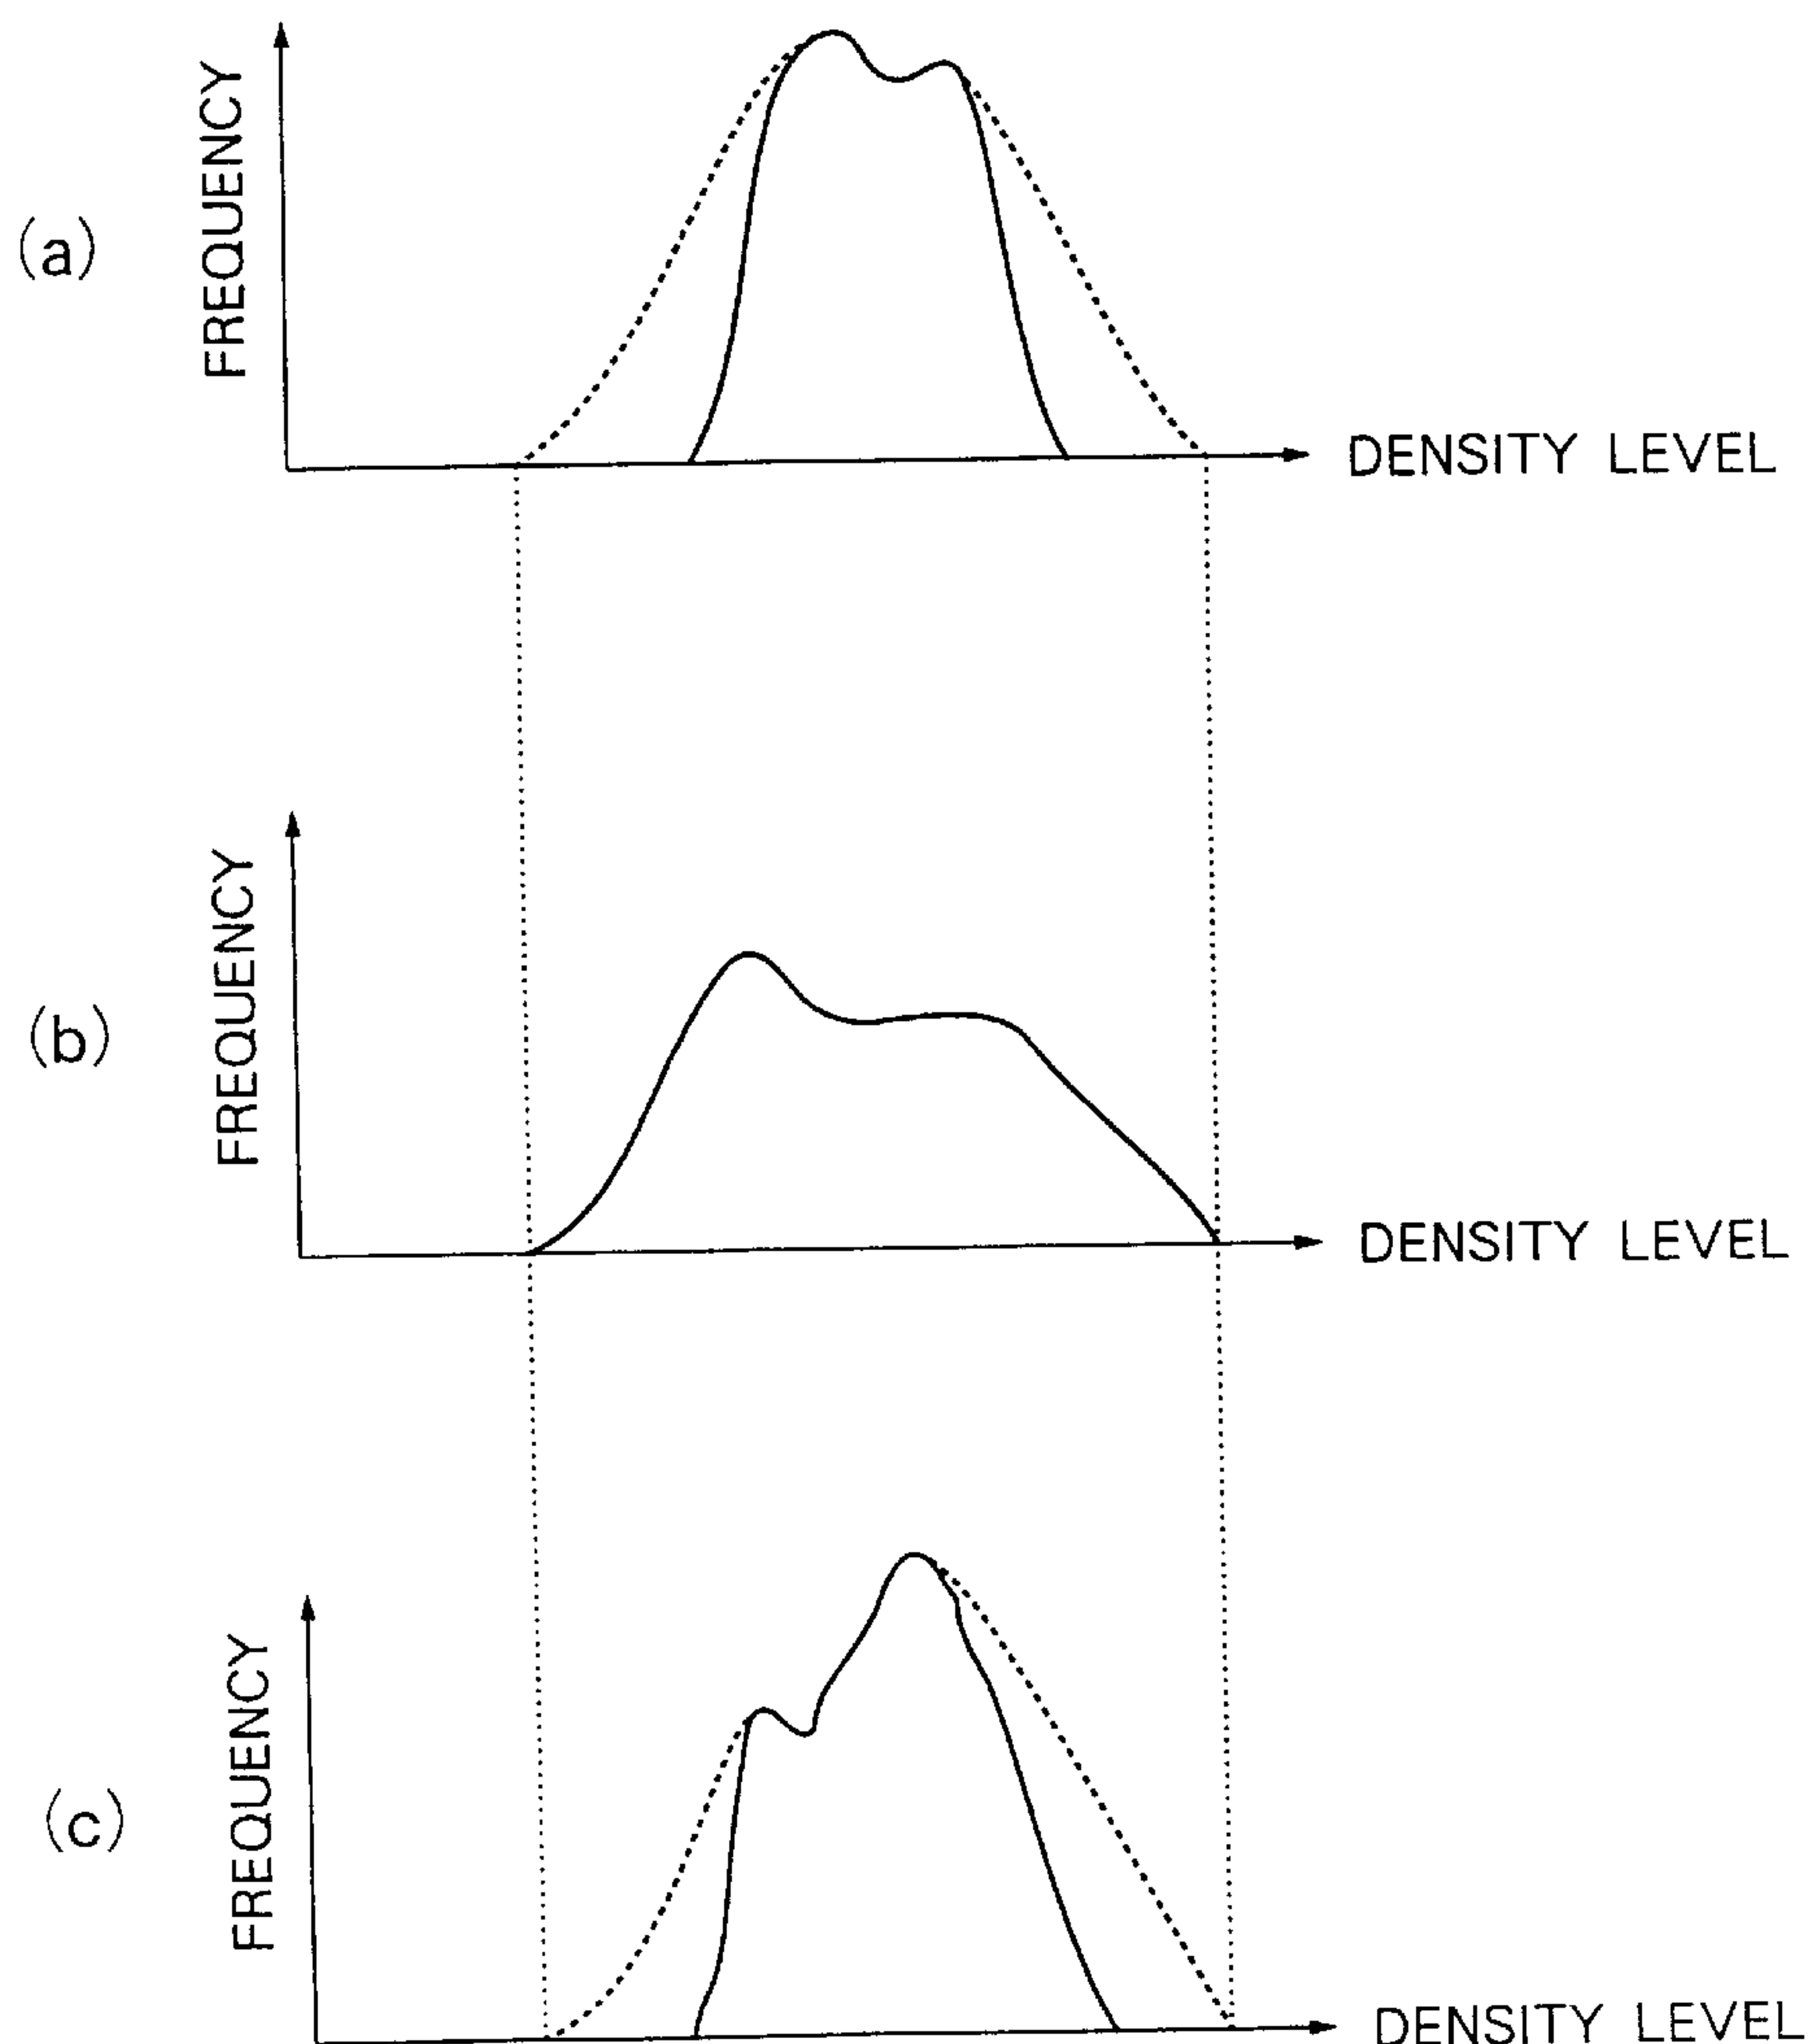 (a)
FREQUENCY
DENSITY LEVEL
(b)
FREQUENCY
DENSITY LEVEL
(c)
FREQUENCY
DENSITY LEVEL